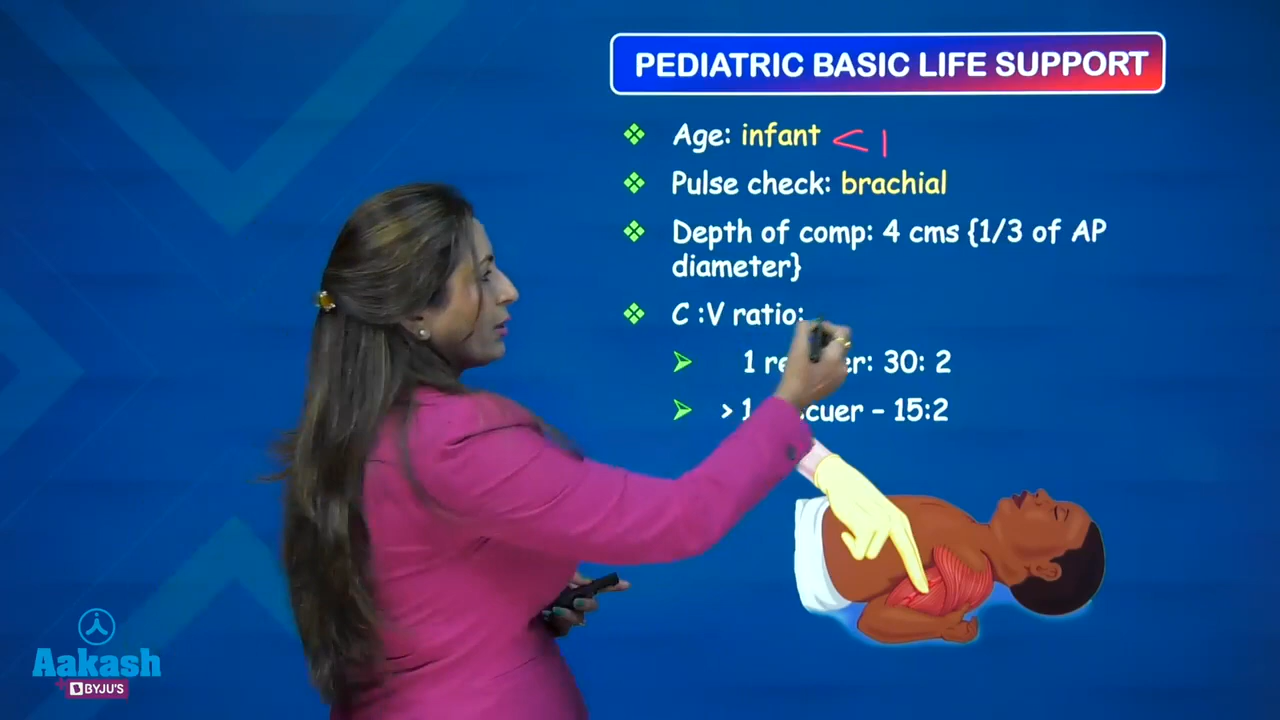 PEDIATRIC BASIC LIFE SUPPORT
Age: infant < 1
Pulse check: brachial
Depth of comp: 4 cms {1/3 of AP
diameter}
C :V ratio:
1 re er: 30: 2
> 1 cuer – 15:2
Aakash
BYJU'S